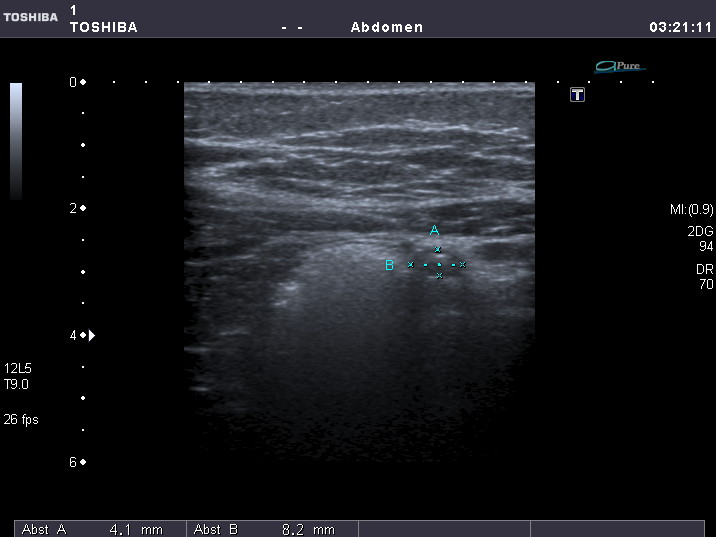 TOSHIBA
1
TOSHIBA - - Abdomen 03:21:11
Pure
T
0
2
4
6
MI:(0.9)
2DG
94
DR
70
A
B
12L5
T9.0
26 fps
Abst A 4.1 mm Abst B 8.2 mm